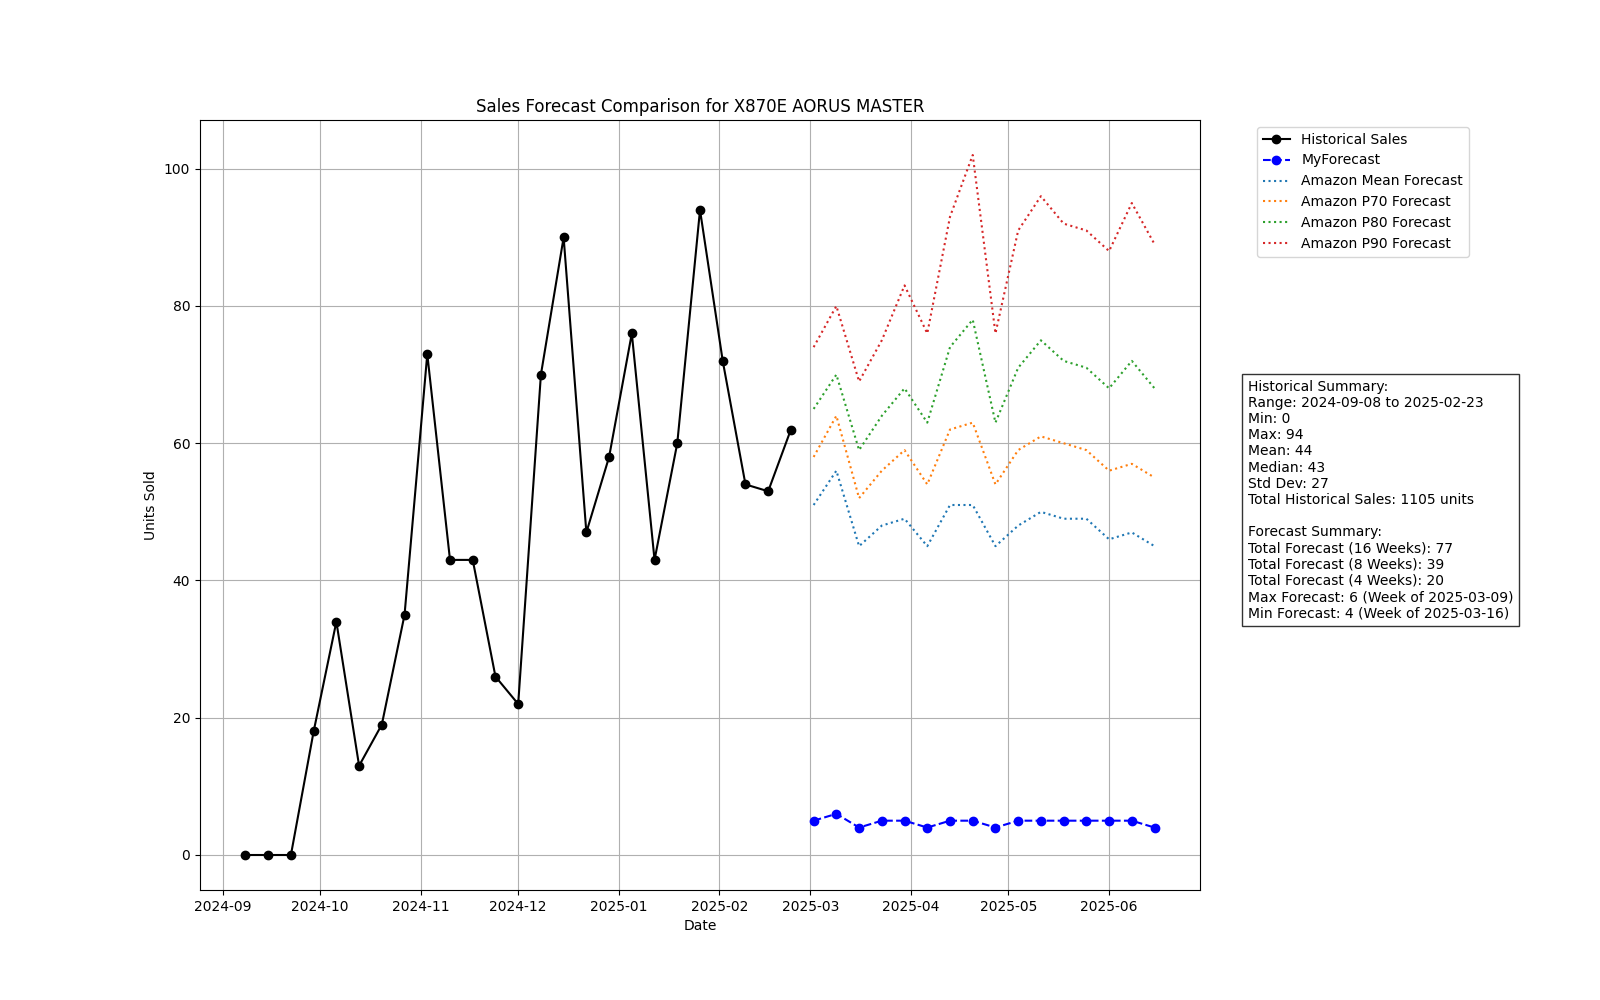 Sales Forecast Comparison for X870E AORUS MASTER
Units Sold
100
80
60
40
20
0
2024-09
2024-10
2024-11
2024-12
2025-01
2025-02
2025-03
2025-04
2025-05
2025-06
Date
Historical Sales
MyForecast
Amazon Mean Forecast
Amazon P70 Forecast
Amazon P80 Forecast
Amazon P90 Forecast
Historical Summary:
Range: 2024-09-08 to 2025-02-23
Min: 0
Max: 94
Mean: 44
Median: 43
Std Dev: 27
Total Historical Sales: 1105 units
Forecast Summary:
Total Forecast (16 Weeks): 77
Total Forecast (8 Weeks): 39
Total Forecast (4 Weeks): 20
Max Forecast: 6 (Week of 2025-03-09)
Min Forecast: 4 (Week of 2025-03-16)